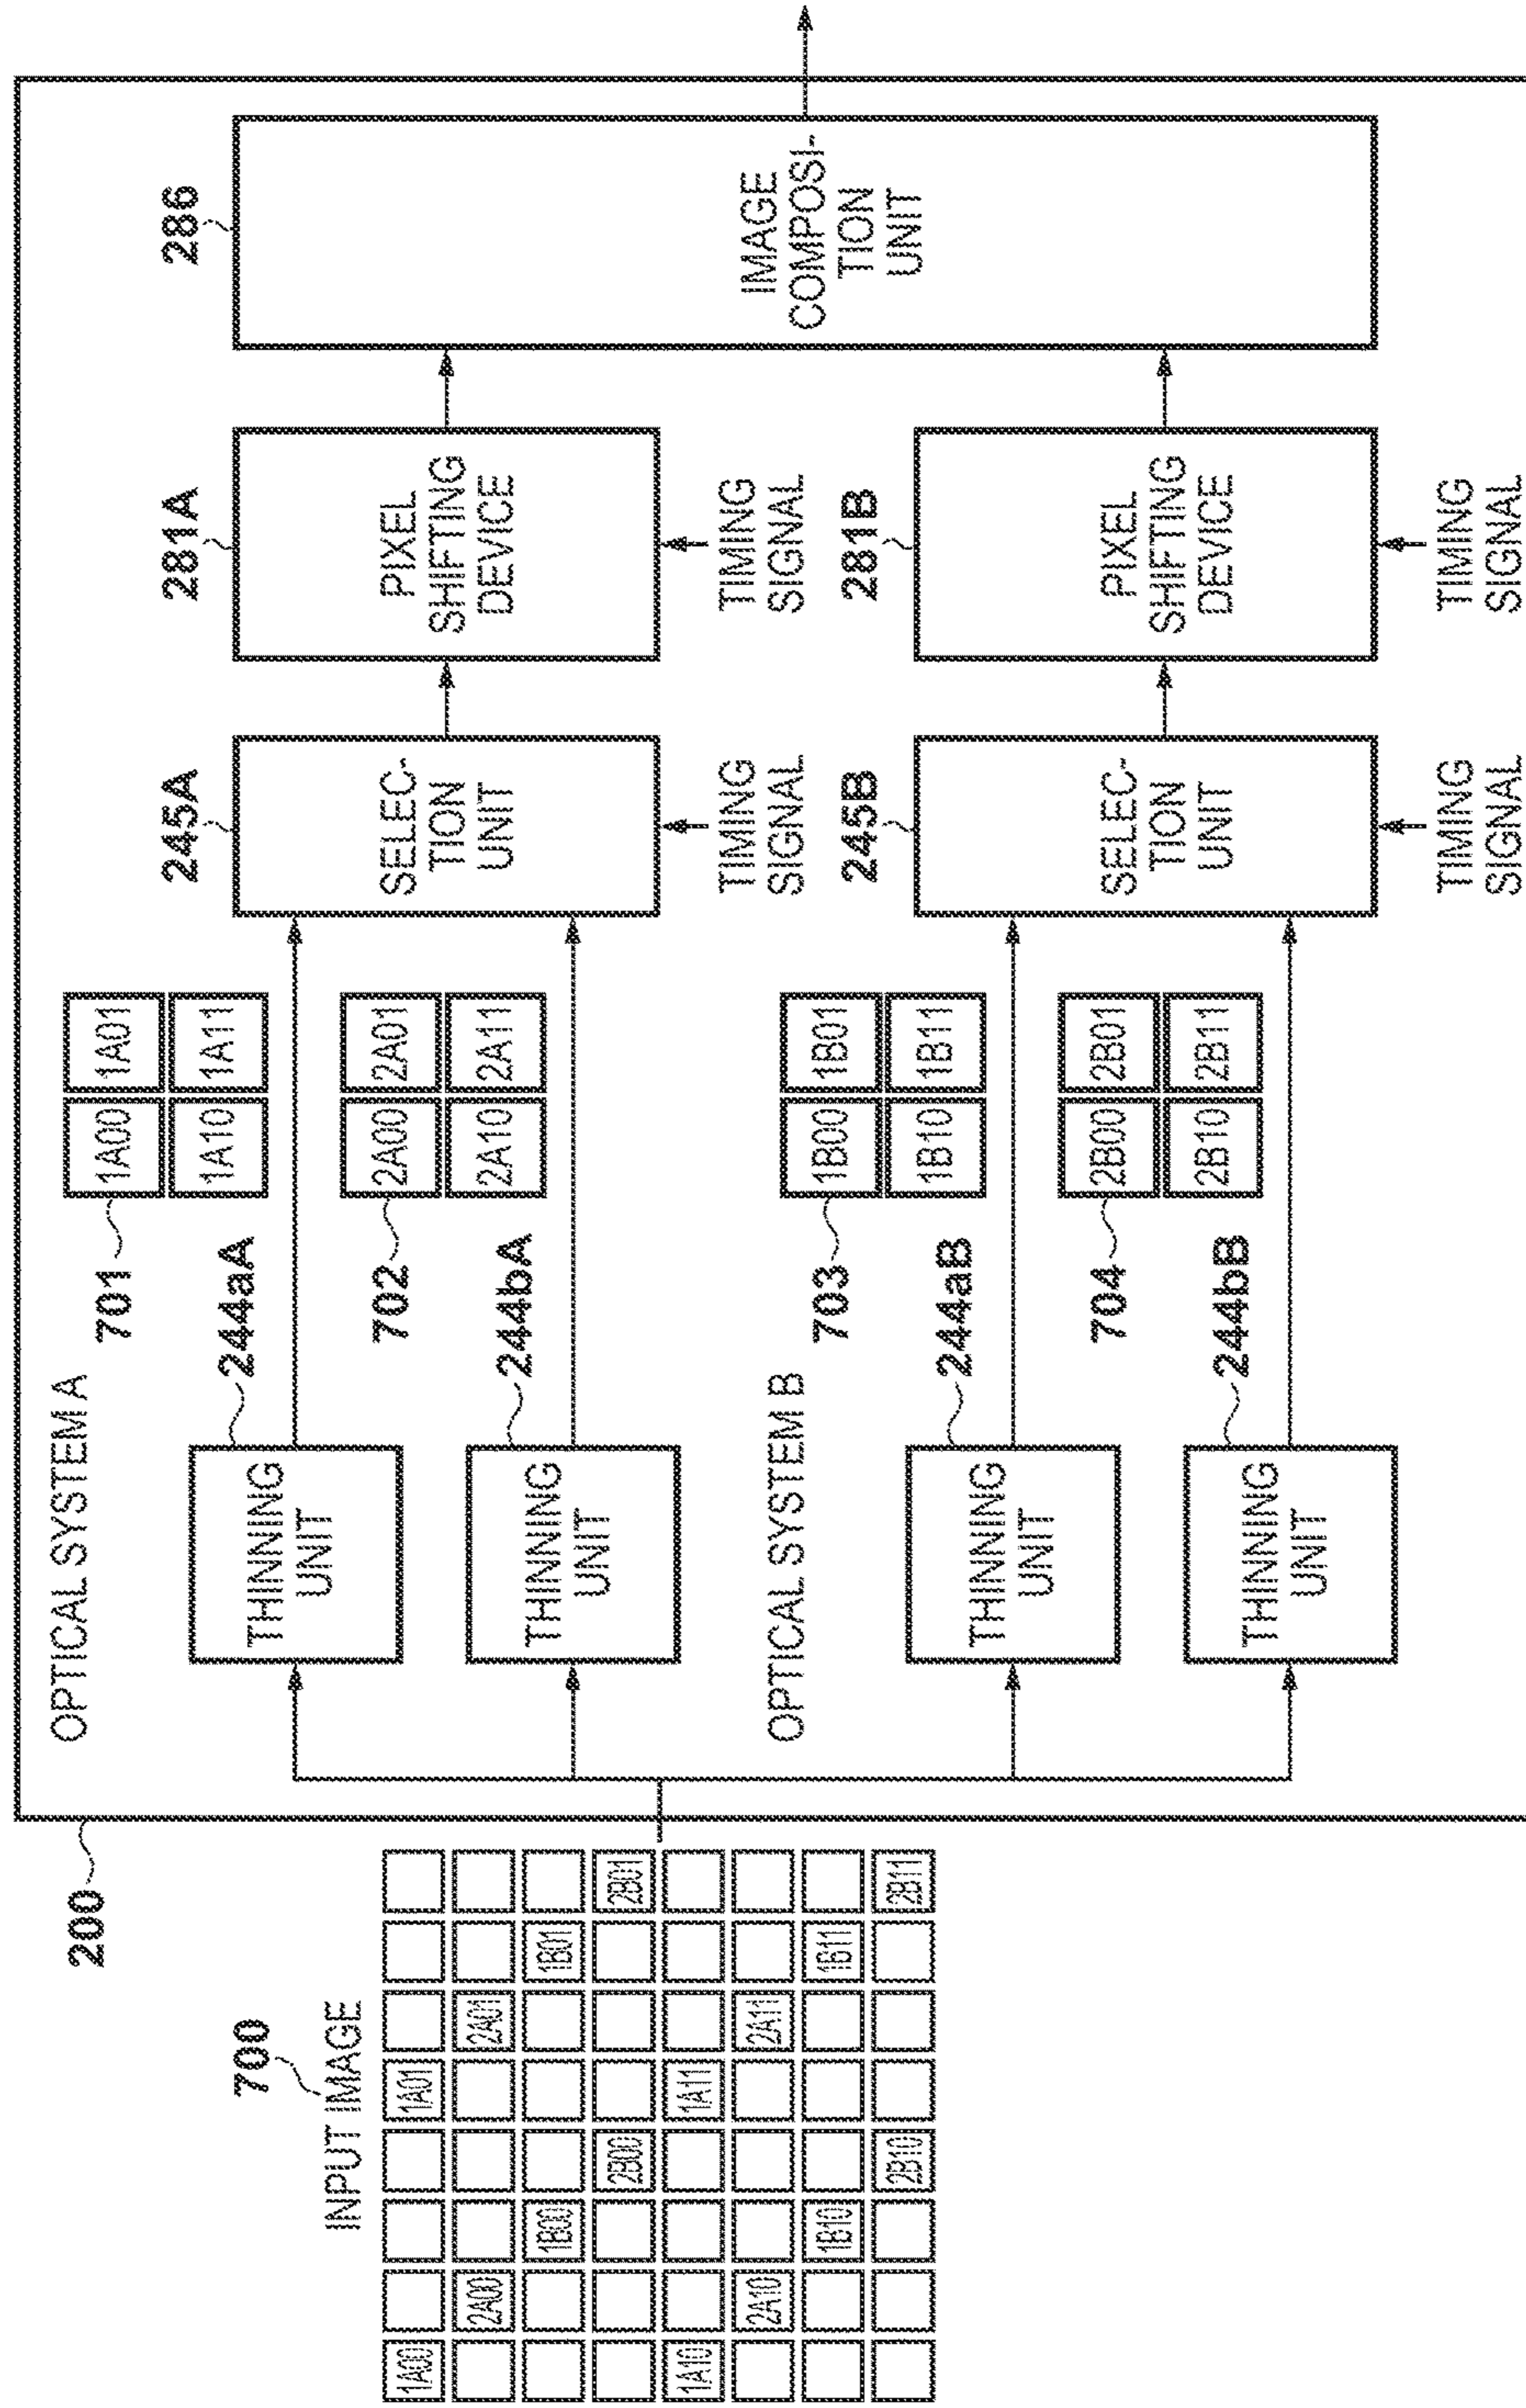 700
INPUT IMAGE
1A00
1A01
2A00
2A01
1B00
1B01
2B00
2B01
1A10
1A11
2A10
2A11
1B10
1B11
2B10
2B11
200
OPTICAL SYSTEM A
THINNING
UNIT
244aA
701
1A00
1A01
1A10
1A11
THINNING
UNIT
244bA
702
2A00
2A01
2A10
2A11
245A
SELEC-
TION
UNIT
TIMING
SIGNAL
281A
PIXEL
SHIFTING
DEVICE
TIMING
SIGNAL
OPTICAL SYSTEM B
THINNING
UNIT
244aB
703
1B00
1B01
1B10
1B11
THINNING
UNIT
244bB
704
2B00
2B01
2B10
2B11
245B
SELEC-
TION
UNIT
TIMING
SIGNAL
281B
PIXEL
SHIFTING
DEVICE
TIMING
SIGNAL
286
IMAGE
COMPOSI-
TION
UNIT